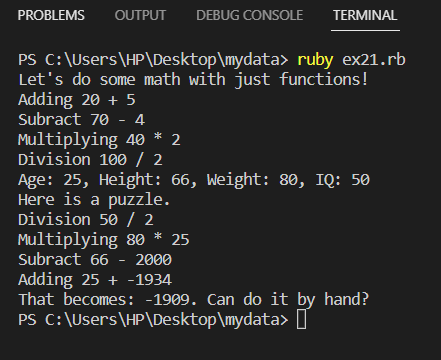 PROBLEMS OUTPUT DEBUG CONSOLE TERMINAL
PS C:\Users\HP\Desktop\mydata> ruby ex21.rb
Let's do some math with just functions!
Adding 20 + 5
Subract 70 - 4
Multiplying 40 * 2
Division 100 / 2
Age: 25, Height: 66, Weight: 80, IQ: 50
Here is a puzzle.
Division 50 / 2
Multiplying 80 * 25
Subract 66 - 2000
Adding 25 + -1934
That becomes: -1909. Can do it by hand?
PS C:\Users\HP\Desktop\mydata>